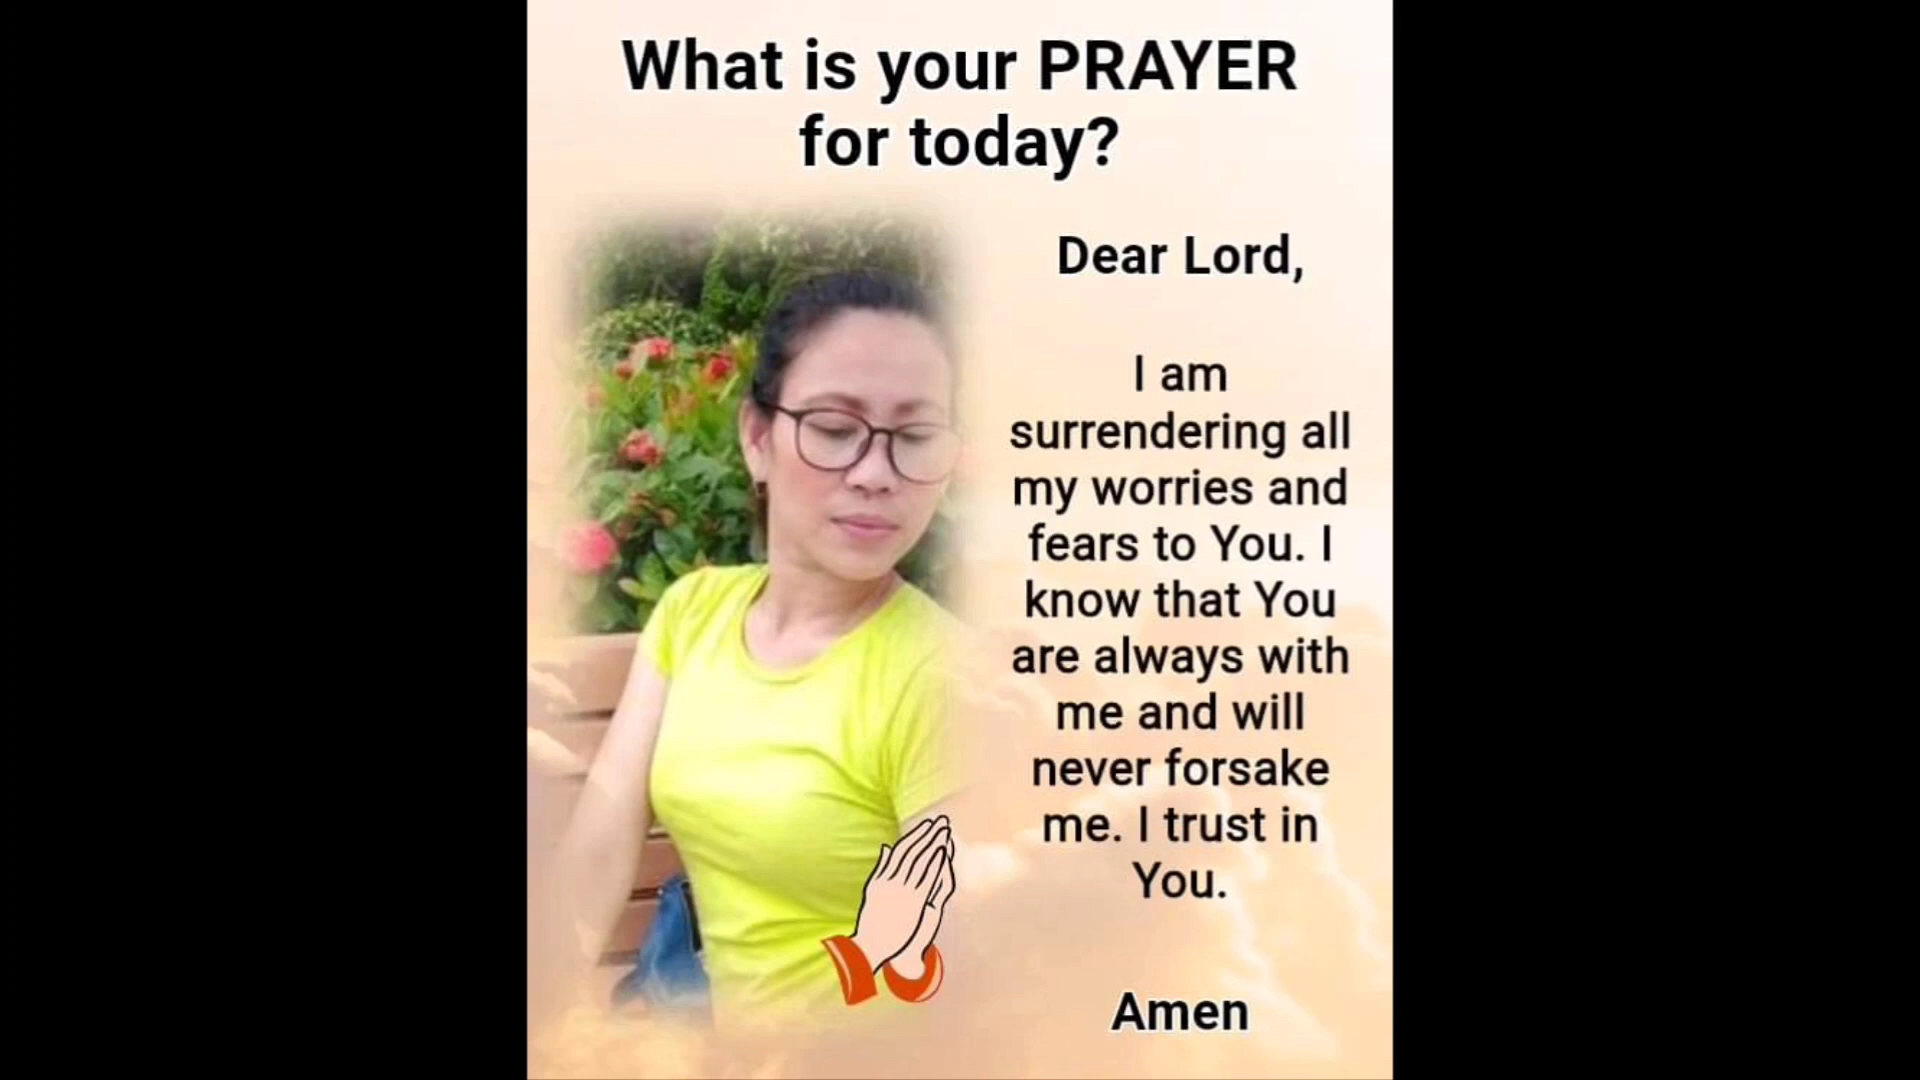 What is your PRAYER
for today?
Dear Lord,
I am
surrendering all
my worries and
fears to You. I
know that You
are always with
me and will
never forsake
me. I trust in
You.
Amen